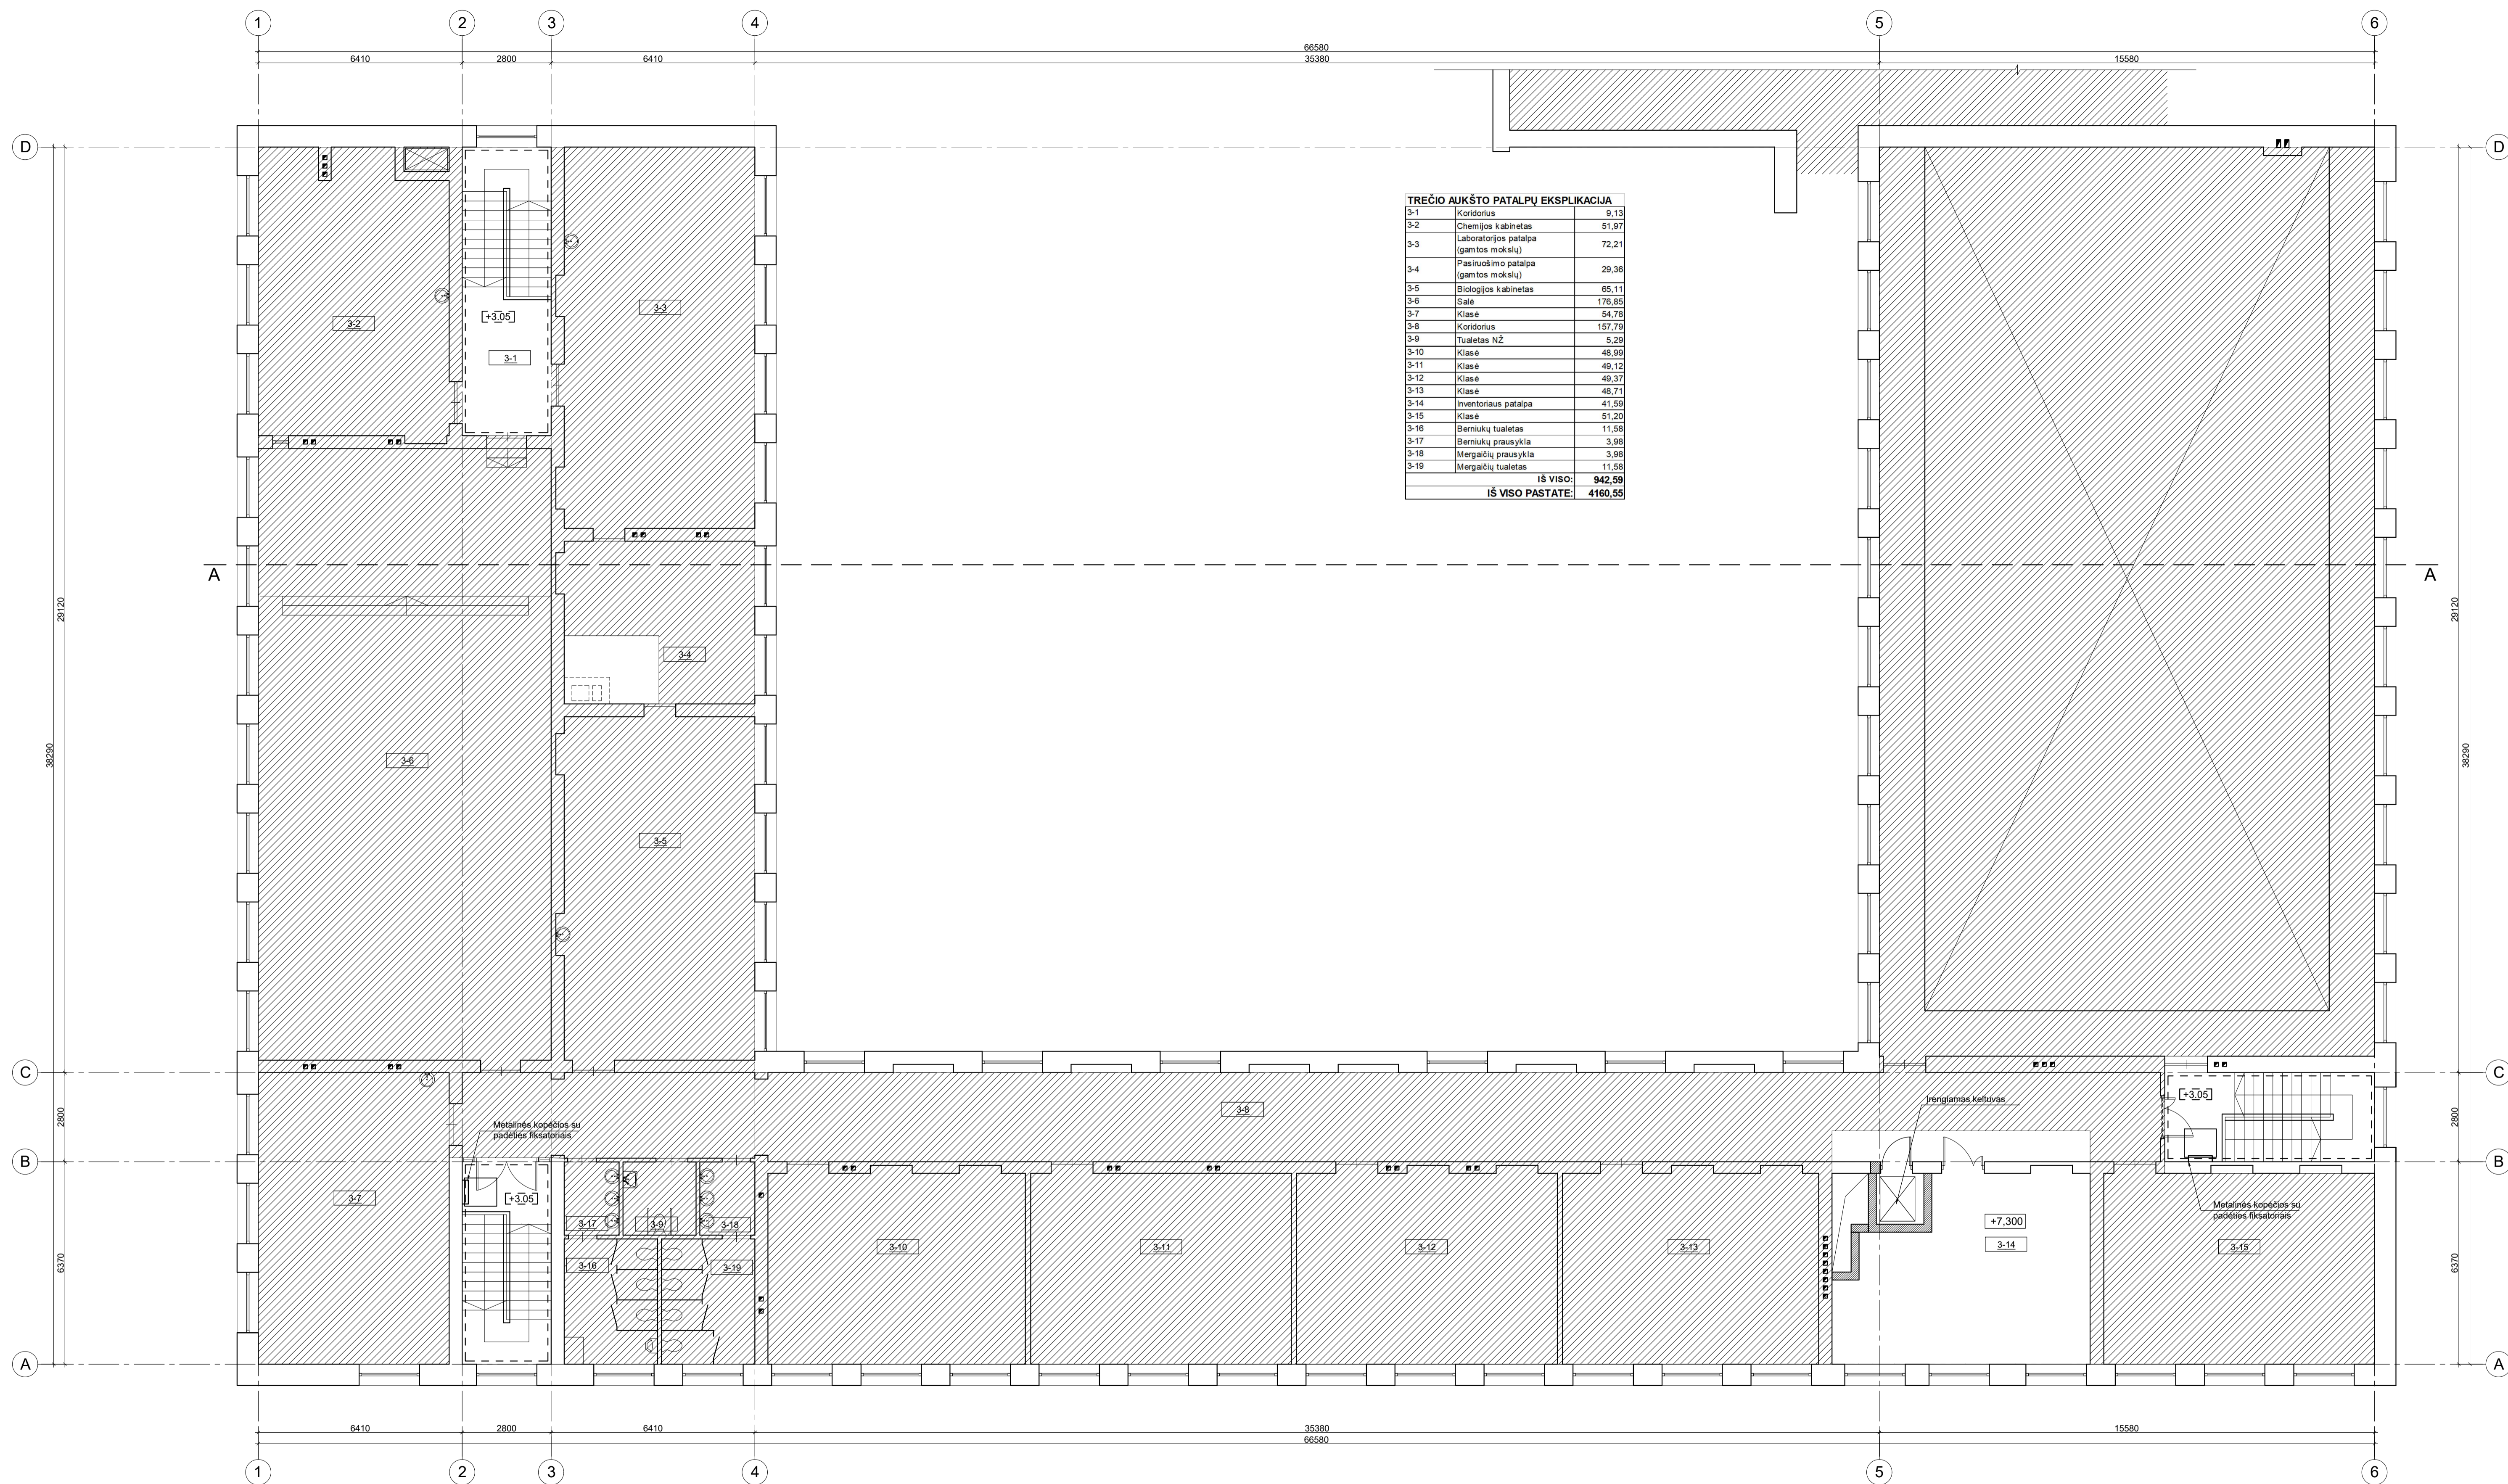 1 2 3 4 5 6
66580
6410 2800 6410 35380 15580
D D
TREČIO AUKŠTO PATALPŲ EKSPLIKACIJA
3-1 Koridorius 9,13
3-2 Chemijos kabinetas 51,97
3-3 Laboratorijos patalpa
(gamtos mokslų) 72,21
3-4 Pasiruošimo patalpa
(gamtos mokslų) 29,36
3-5 Biologijos kabinetas 65,11
3-6 Salė 176,85
3-7 Klasė 54,78
3-8 Koridorius 157,79
3-9 Tualetas NŽ 5,29
3-10 Klasė 48,99
3-11 Klasė 49,12
3-12 Klasė 49,37
3-13 Klasė 48,71
3-14 Inventoriaus patalpa 41,59
3-15 Klasė 51,20
3-16 Berniukų tualetas 11,58
3-17 Berniukų prausykla 3,98
3-18 Mergaičių prausykla 3,98
3-19 Mergaičių tualetas 11,58
IŠ VISO: 942,59
IŠ VISO PASTATE: 4160,55
3-3
+3.05
3-2
3-1
A A
29120 29120
3-4
38290 38290
3-6
3-5
C C
+3.05
Įrengiamas keltuvas
3-8
2800 2800
Metalinės kopėčios su
padėties fiksatoriais
B B
3-7
+3.05
Metalinės kopėčios su
padėties fiksatoriais
3-17 3-9 3-18
+7,300
3-10 3-11 3-12 3-13 3-14 3-15
3-16 3-19
6370 6370
A A
6410 2800 6410 35380 15580
66580
1 2 3 4 5 6